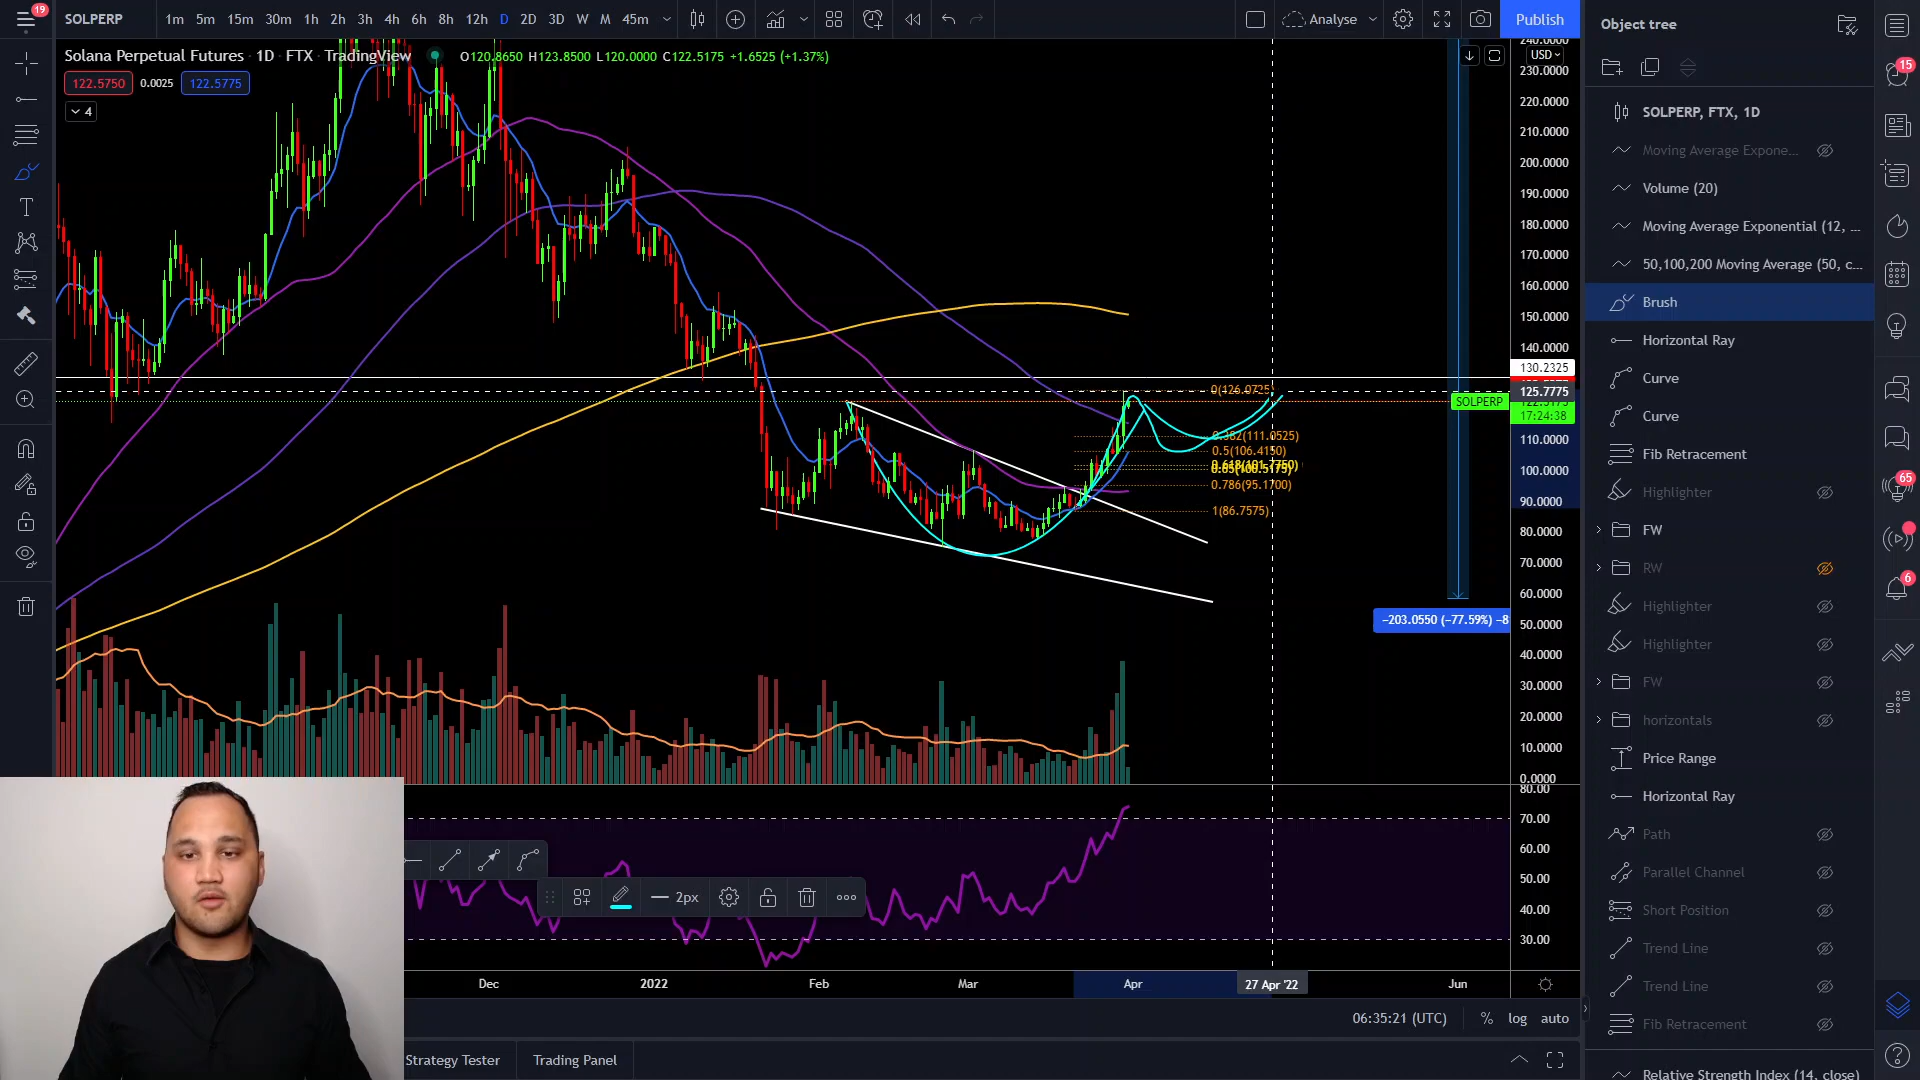 19
SOLPERP
1m 5m 15m 30m 1h 2h 3h 4h 6h 8h 12h D 2D 3D W M 45m
Analyse
Publish
Object tree
Solana Perpetual Futures · 1D · FTX · TradingView
O120.8650 H123.8500 L120.0000 C122.5175 +1.6525 (+1.37%)
122.5750 0.0025 122.5775
4
USD
240.0000
230.0000
220.0000
210.0000
200.0000
190.0000
180.0000
170.0000
160.0000
150.0000
140.0000
130.2325
125.7775
SOLPERP
17:24:38
110.0000
100.0000
90.0000
80.0000
70.0000
60.0000
50.0000
40.0000
30.0000
20.0000
10.0000
0.0000
0(126.0725)
0.382(111.0525)
0.5(106.4150)
0.618(101.7750)
0.786(95.1700)
1(86.7575)
−203.0550 (−77.59%) −8
80.00
70.00
60.00
50.00
40.00
30.00
2px
Dec 2022 Feb Mar Apr 27 Apr '22 Jun
06:35:21 (UTC) % log auto
Strategy Tester Trading Panel
SOLPERP, FTX, 1D
Moving Average Expone...
Volume (20)
Moving Average Exponential (12, ...
50,100,200 Moving Average (50, c...
Brush
Horizontal Ray
Curve
Curve
Fib Retracement
Highlighter
FW
RW
Highlighter
Highlighter
FW
horizontals
Price Range
Horizontal Ray
Path
Parallel Channel
Short Position
Trend Line
Trend Line
Fib Retracement
Relative Strength Index (14, close)
15
65
6